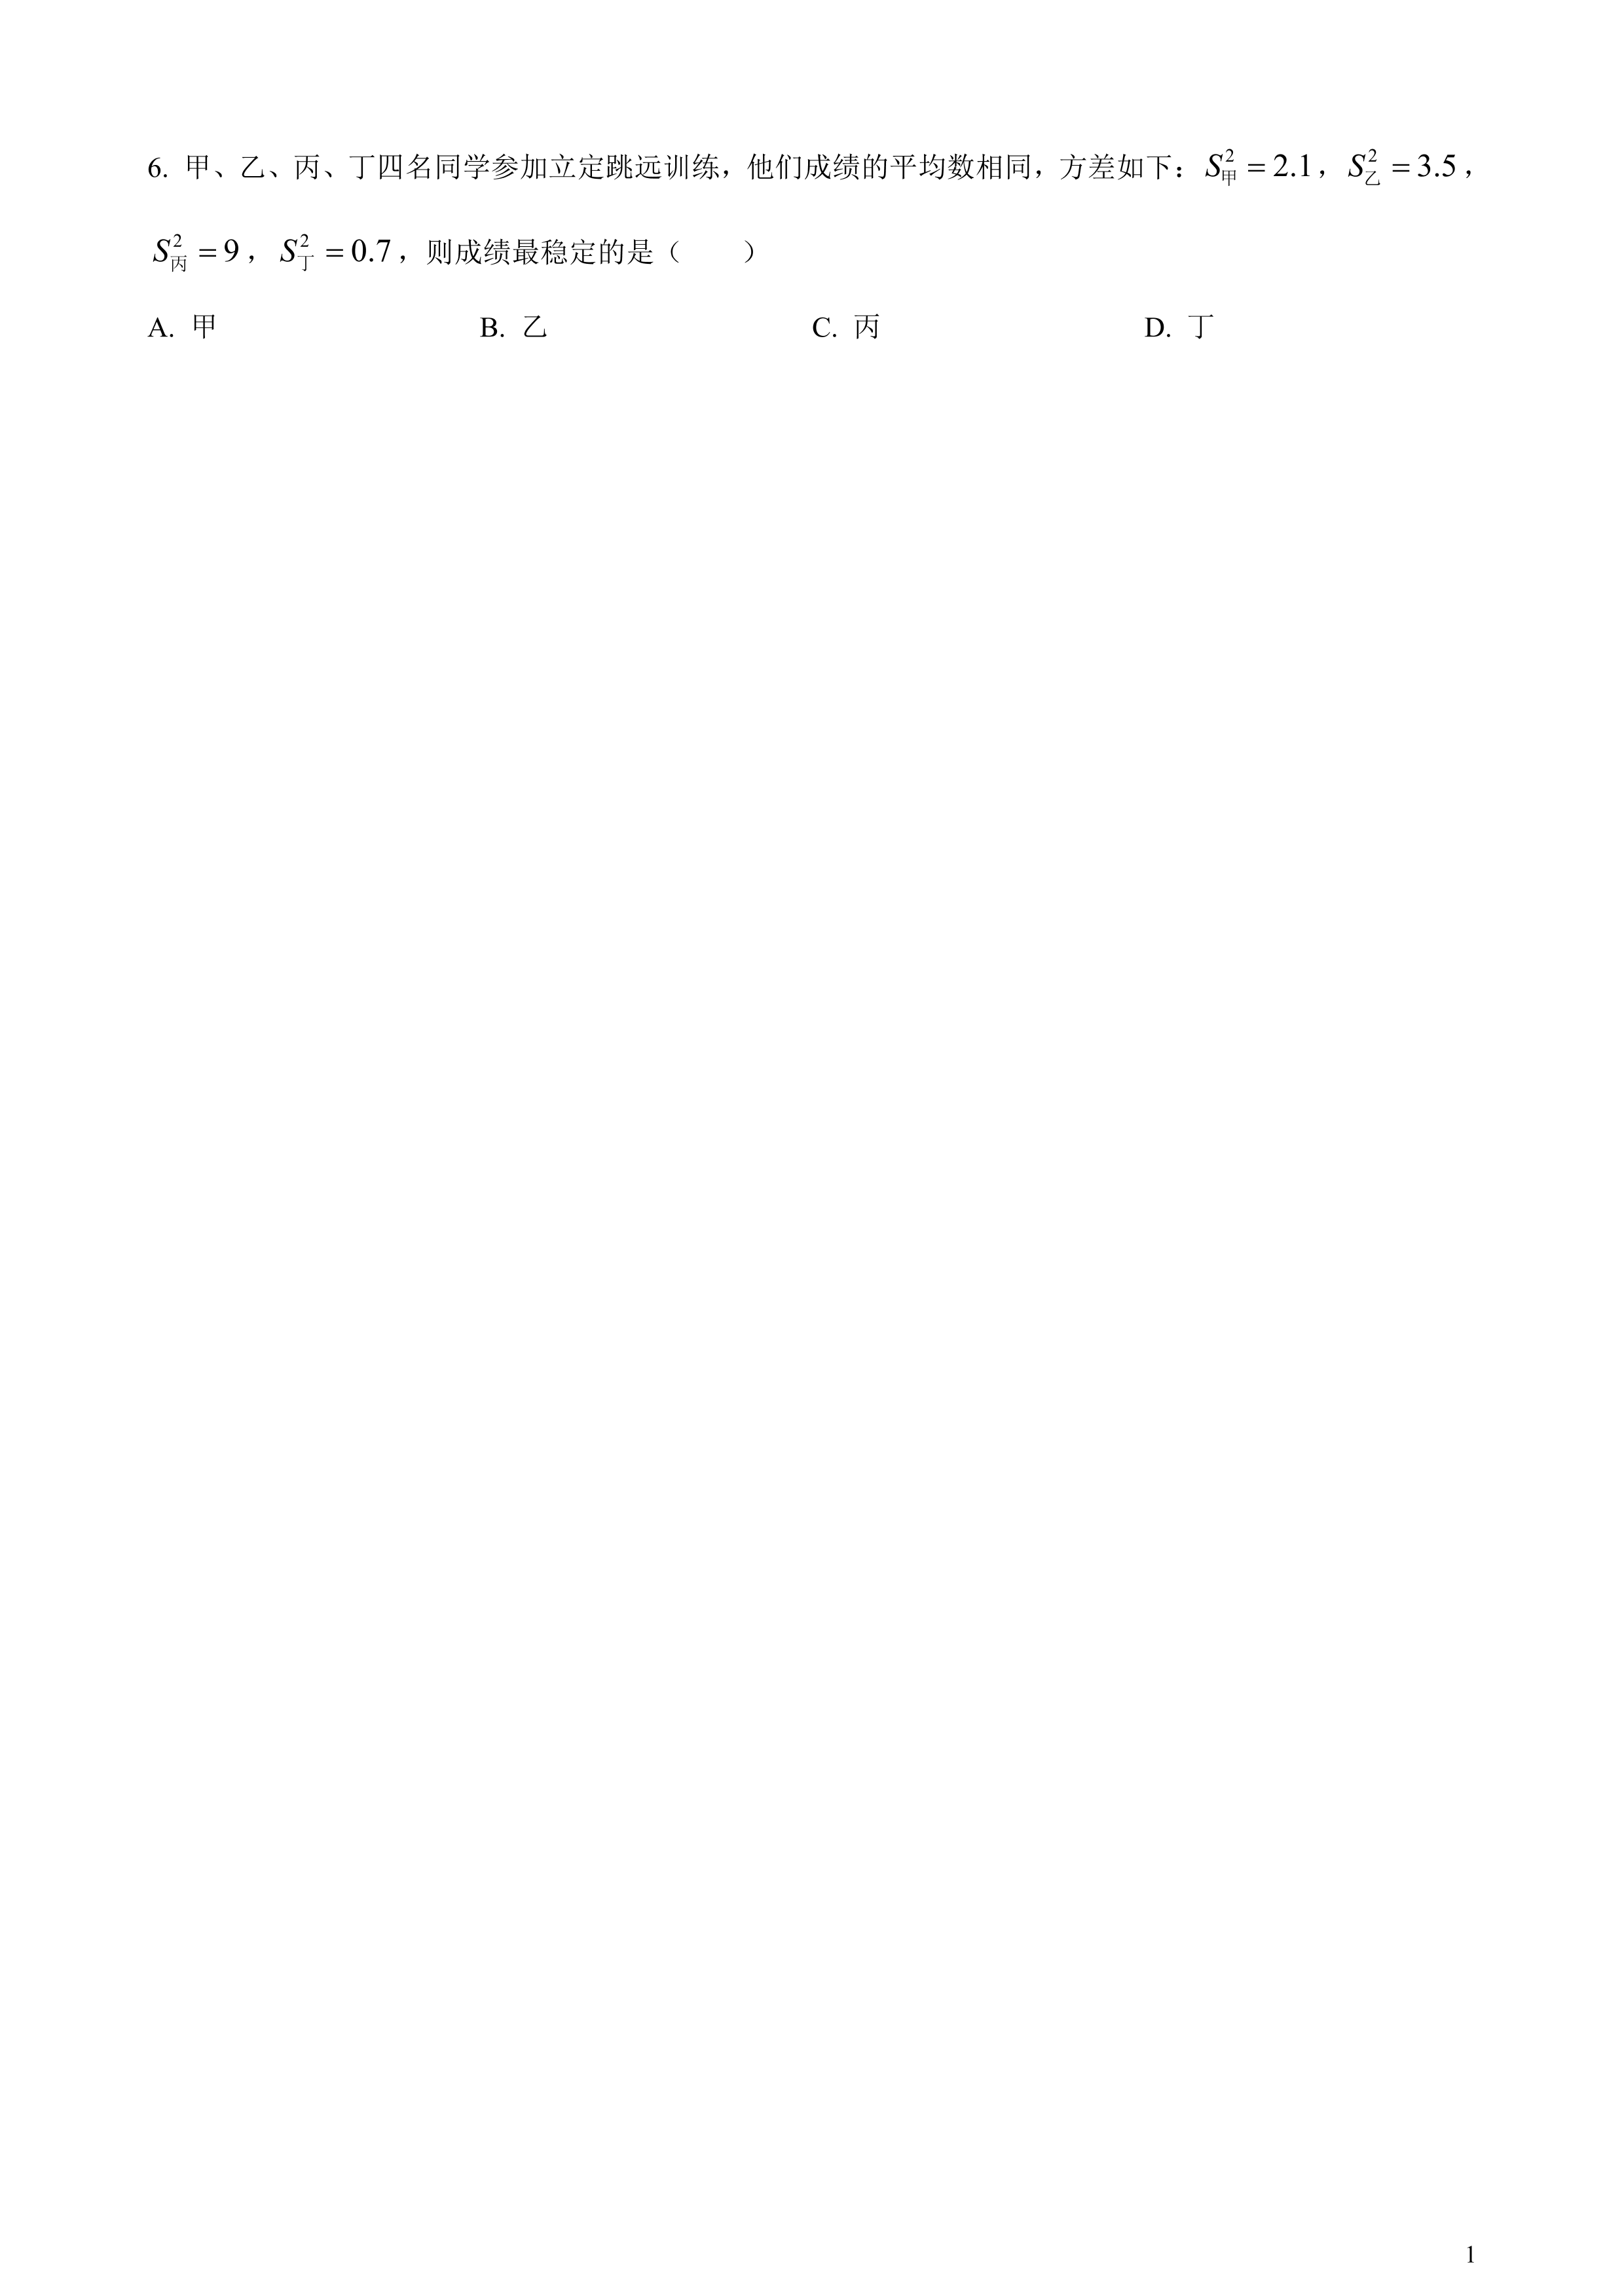 6. 甲、乙、丙、丁四名同学参加立定跳远训练，他们成绩的平均数相同，方差如下：$S_{甲}^{2}=2.1$，$S_{乙}^{2}=3.5$，
$S_{丙}^{2}=9$，$S_{丁}^{2}=0.7$，则成绩最稳定的是（　　）
A. 甲 B. 乙 C. 丙 D. 丁
1